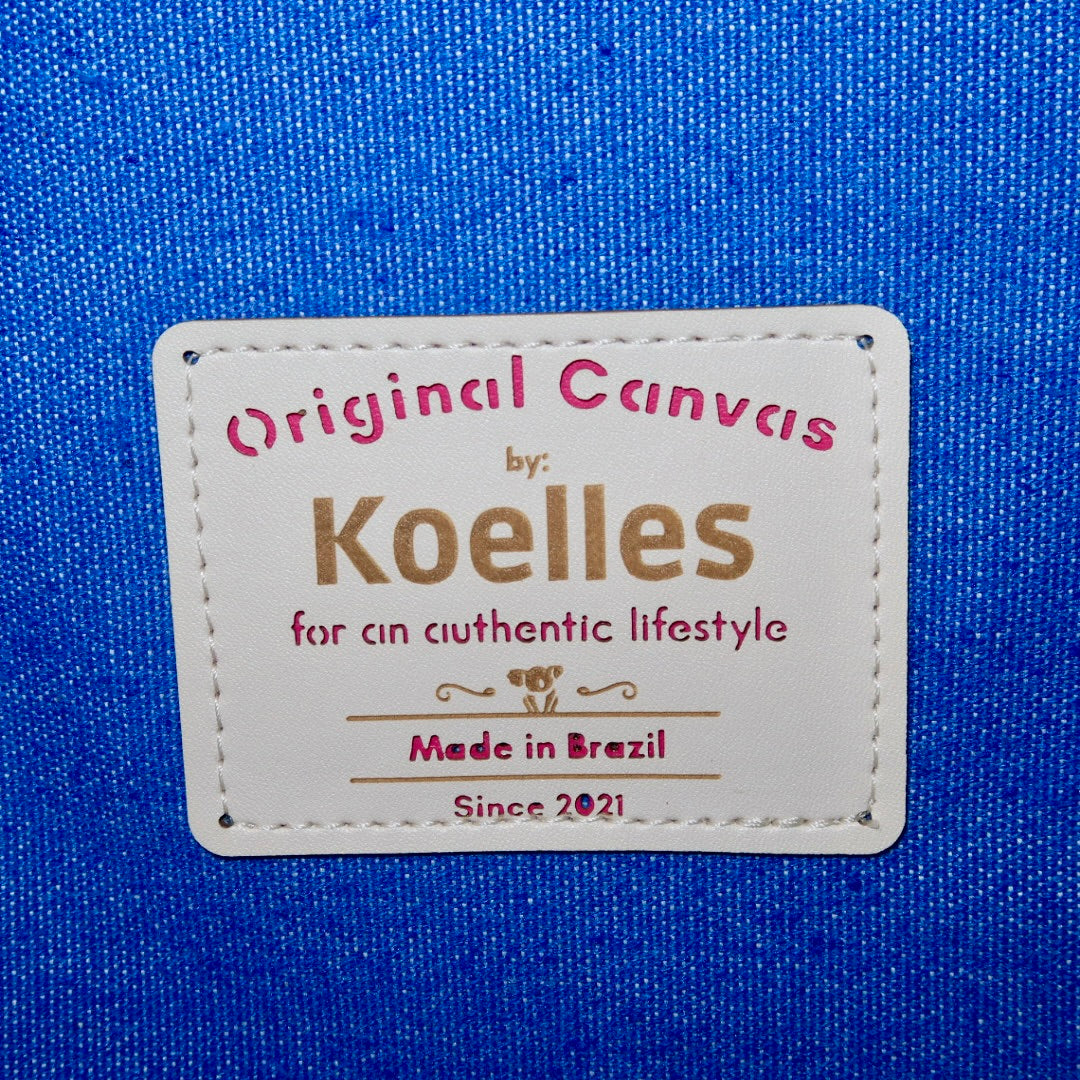 Original Canvas
by:
Koelles
for an authentic lifestyle
Made in Brazil
Since 2021